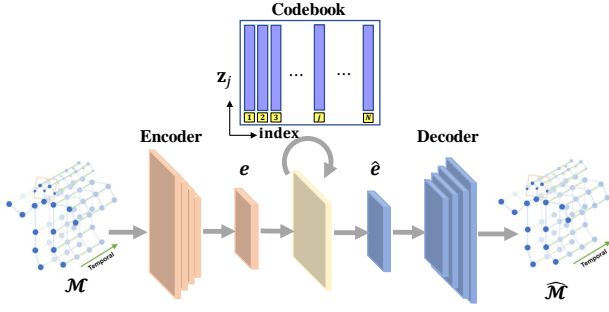 Codebook
z_j
... ...
1 2 3 j N
index
Encoder
Decoder
e
ê
Temporal
Temporal
ℳ
ℳ̂